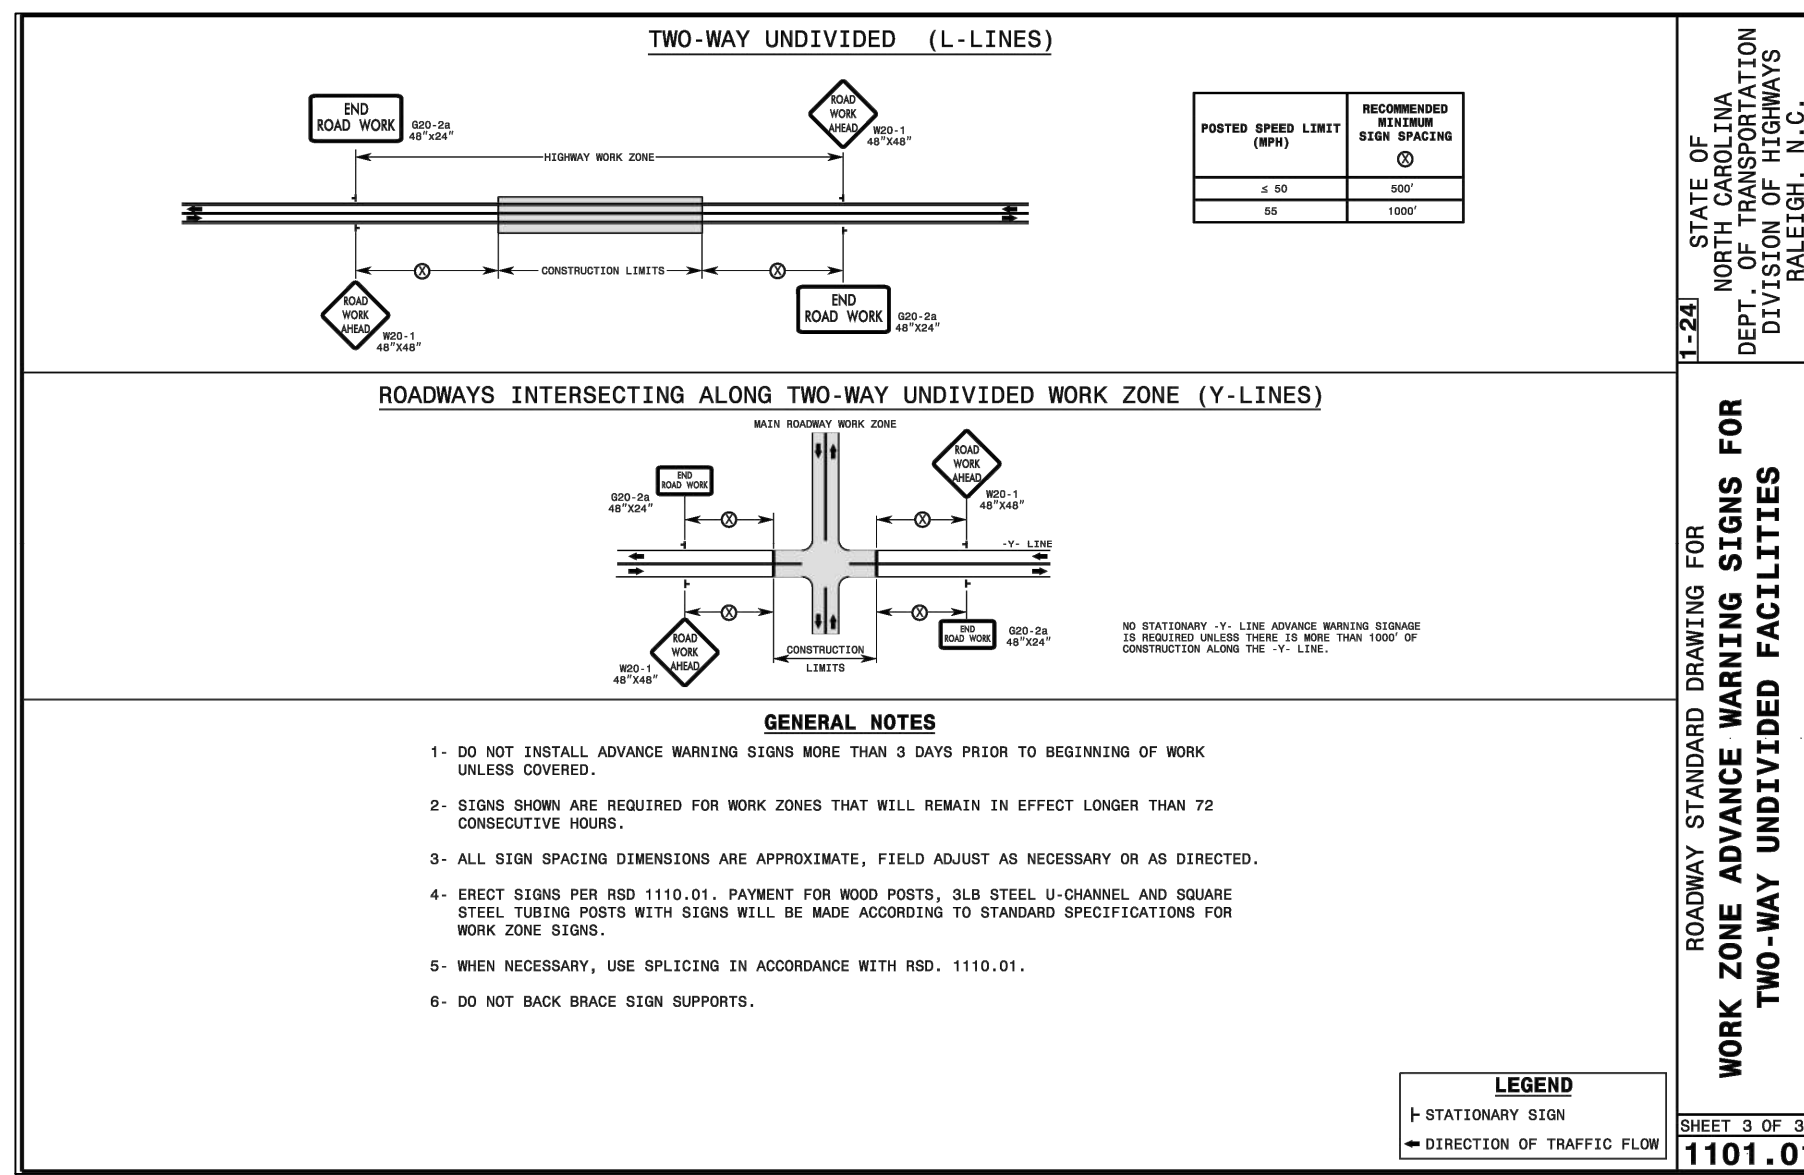 TWO-WAY UNDIVIDED (L-LINES)
END
ROAD WORK
G20-2a
48"x24"
ROAD
WORK
AHEAD
W20-1
48"X48"
HIGHWAY WORK ZONE
X
CONSTRUCTION LIMITS
X
ROAD
WORK
AHEAD
W20-1
48"X48"
END
ROAD WORK
G20-2a
48"X24"
POSTED SPEED LIMIT
(MPH)
RECOMMENDED
MINIMUM
SIGN SPACING
X
≤ 50
500'
55
1000'
ROADWAYS INTERSECTING ALONG TWO-WAY UNDIVIDED WORK ZONE (Y-LINES)
MAIN ROADWAY WORK ZONE
END
ROAD WORK
G20-2a
48"X24"
ROAD
WORK
AHEAD
W20-1
48"X48"
X
X
-Y- LINE
X
X
ROAD
WORK
AHEAD
W20-1
48"X48"
CONSTRUCTION
LIMITS
END
ROAD WORK
G20-2a
48"X24"
NO STATIONARY -Y- LINE ADVANCE WARNING SIGNAGE
IS REQUIRED UNLESS THERE IS MORE THAN 1000' OF
CONSTRUCTION ALONG THE -Y- LINE.
GENERAL NOTES
1- DO NOT INSTALL ADVANCE WARNING SIGNS MORE THAN 3 DAYS PRIOR TO BEGINNING OF WORK
UNLESS COVERED.
2- SIGNS SHOWN ARE REQUIRED FOR WORK ZONES THAT WILL REMAIN IN EFFECT LONGER THAN 72
CONSECUTIVE HOURS.
3- ALL SIGN SPACING DIMENSIONS ARE APPROXIMATE, FIELD ADJUST AS NECESSARY OR AS DIRECTED.
4- ERECT SIGNS PER RSD 1110.01. PAYMENT FOR WOOD POSTS, 3LB STEEL U-CHANNEL AND SQUARE
STEEL TUBING POSTS WITH SIGNS WILL BE MADE ACCORDING TO STANDARD SPECIFICATIONS FOR
WORK ZONE SIGNS.
5- WHEN NECESSARY, USE SPLICING IN ACCORDANCE WITH RSD. 1110.01.
6- DO NOT BACK BRACE SIGN SUPPORTS.
LEGEND
STATIONARY SIGN
DIRECTION OF TRAFFIC FLOW
1-24
STATE OF
NORTH CAROLINA
DEPT. OF TRANSPORTATION
DIVISION OF HIGHWAYS
RALEIGH, N.C.
ROADWAY STANDARD DRAWING FOR
WORK ZONE ADVANCE WARNING SIGNS FOR
TWO-WAY UNDIVIDED FACILITIES
SHEET 3 OF 3
1101.01